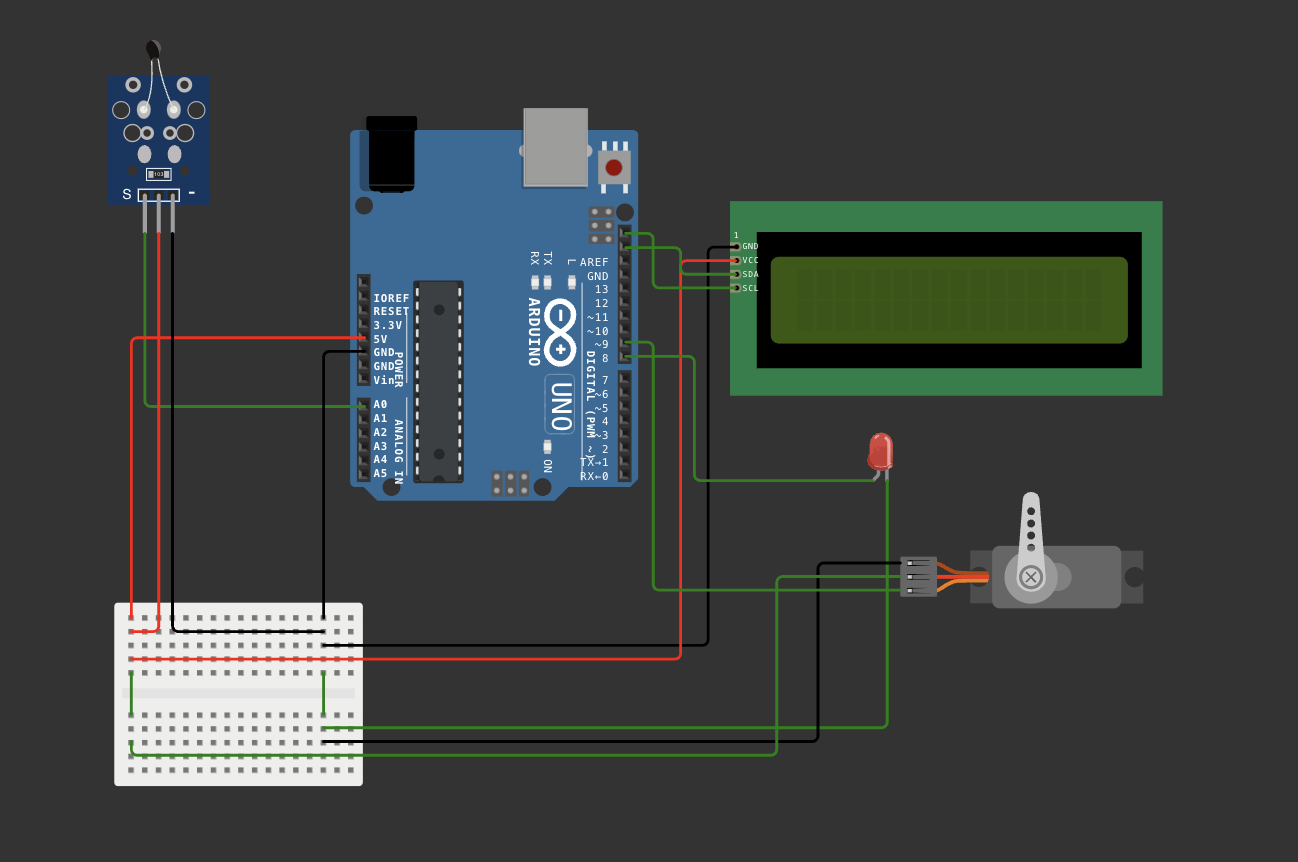 103
S -
RX
TX
L
AREF
GND
13
12
~11
~10
~9
8
7
~6
~5
4
~3
2
TX→1
RX←0
DIGITAL (PWM ~)
ARDUINO
UNO
ON
IOREF
RESET
3.3V
5V
GND
GND
Vin
POWER
A0
A1
A2
A3
A4
A5
ANALOG IN
1
GND
VCC
SDA
SCL